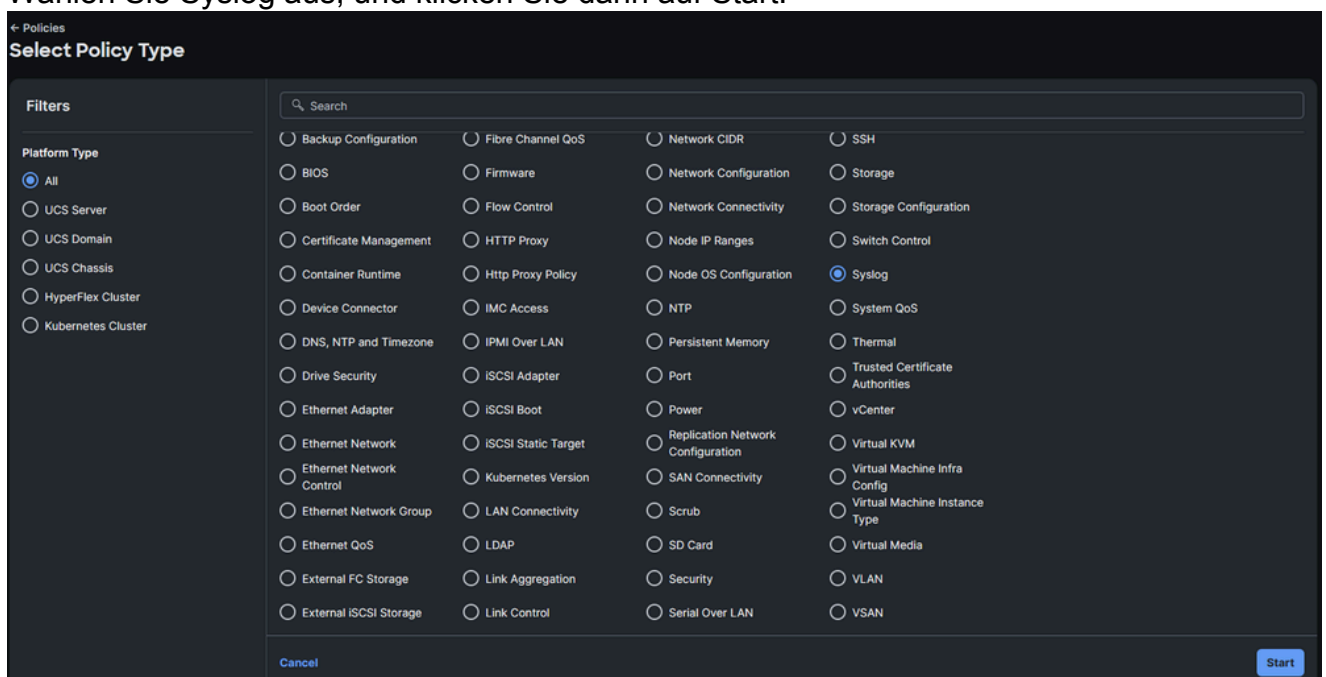 Wählen Sie Syslog aus, und klicken Sie dann auf Start.
← Policies
Select Policy Type
Filters
Platform Type
All
UCS Server
UCS Domain
UCS Chassis
HyperFlex Cluster
Kubernetes Cluster
Search
Backup Configuration
Fibre Channel QoS
Network CIDR
SSH
BIOS
Firmware
Network Configuration
Storage
Boot Order
Flow Control
Network Connectivity
Storage Configuration
Certificate Management
HTTP Proxy
Node IP Ranges
Switch Control
Container Runtime
Http Proxy Policy
Node OS Configuration
Syslog
Device Connector
IMC Access
NTP
System QoS
DNS, NTP and Timezone
IPMI Over LAN
Persistent Memory
Thermal
Drive Security
iSCSI Adapter
Port
Trusted Certificate
Authorities
Ethernet Adapter
iSCSI Boot
Power
vCenter
Ethernet Network
iSCSI Static Target
Replication Network
Configuration
Virtual KVM
Ethernet Network
Control
Kubernetes Version
SAN Connectivity
Virtual Machine Infra
Config
Ethernet Network Group
LAN Connectivity
Scrub
Virtual Machine Instance
Type
Ethernet QoS
LDAP
SD Card
Virtual Media
External FC Storage
Link Aggregation
Security
VLAN
External iSCSI Storage
Link Control
Serial Over LAN
VSAN
Cancel
Start